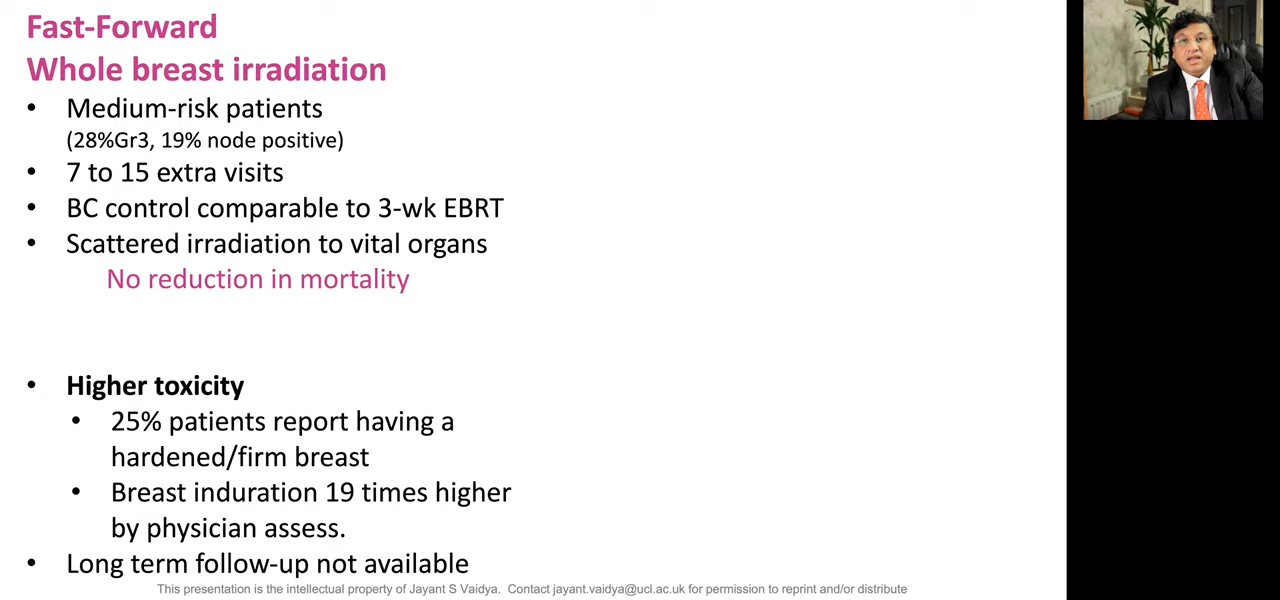 Fast-Forward
Whole breast irradiation
• Medium-risk patients
(28%Gr3, 19% node positive)
• 7 to 15 extra visits
• BC control comparable to 3-wk EBRT
• Scattered irradiation to vital organs
No reduction in mortality
• Higher toxicity
• 25% patients report having a
hardened/firm breast
• Breast induration 19 times higher
by physician assess.
• Long term follow-up not available
This presentation is the intellectual property of Jayant S Vaidya. Contact jayant.vaidya@ucl.ac.uk for permission to reprint and/or distribute